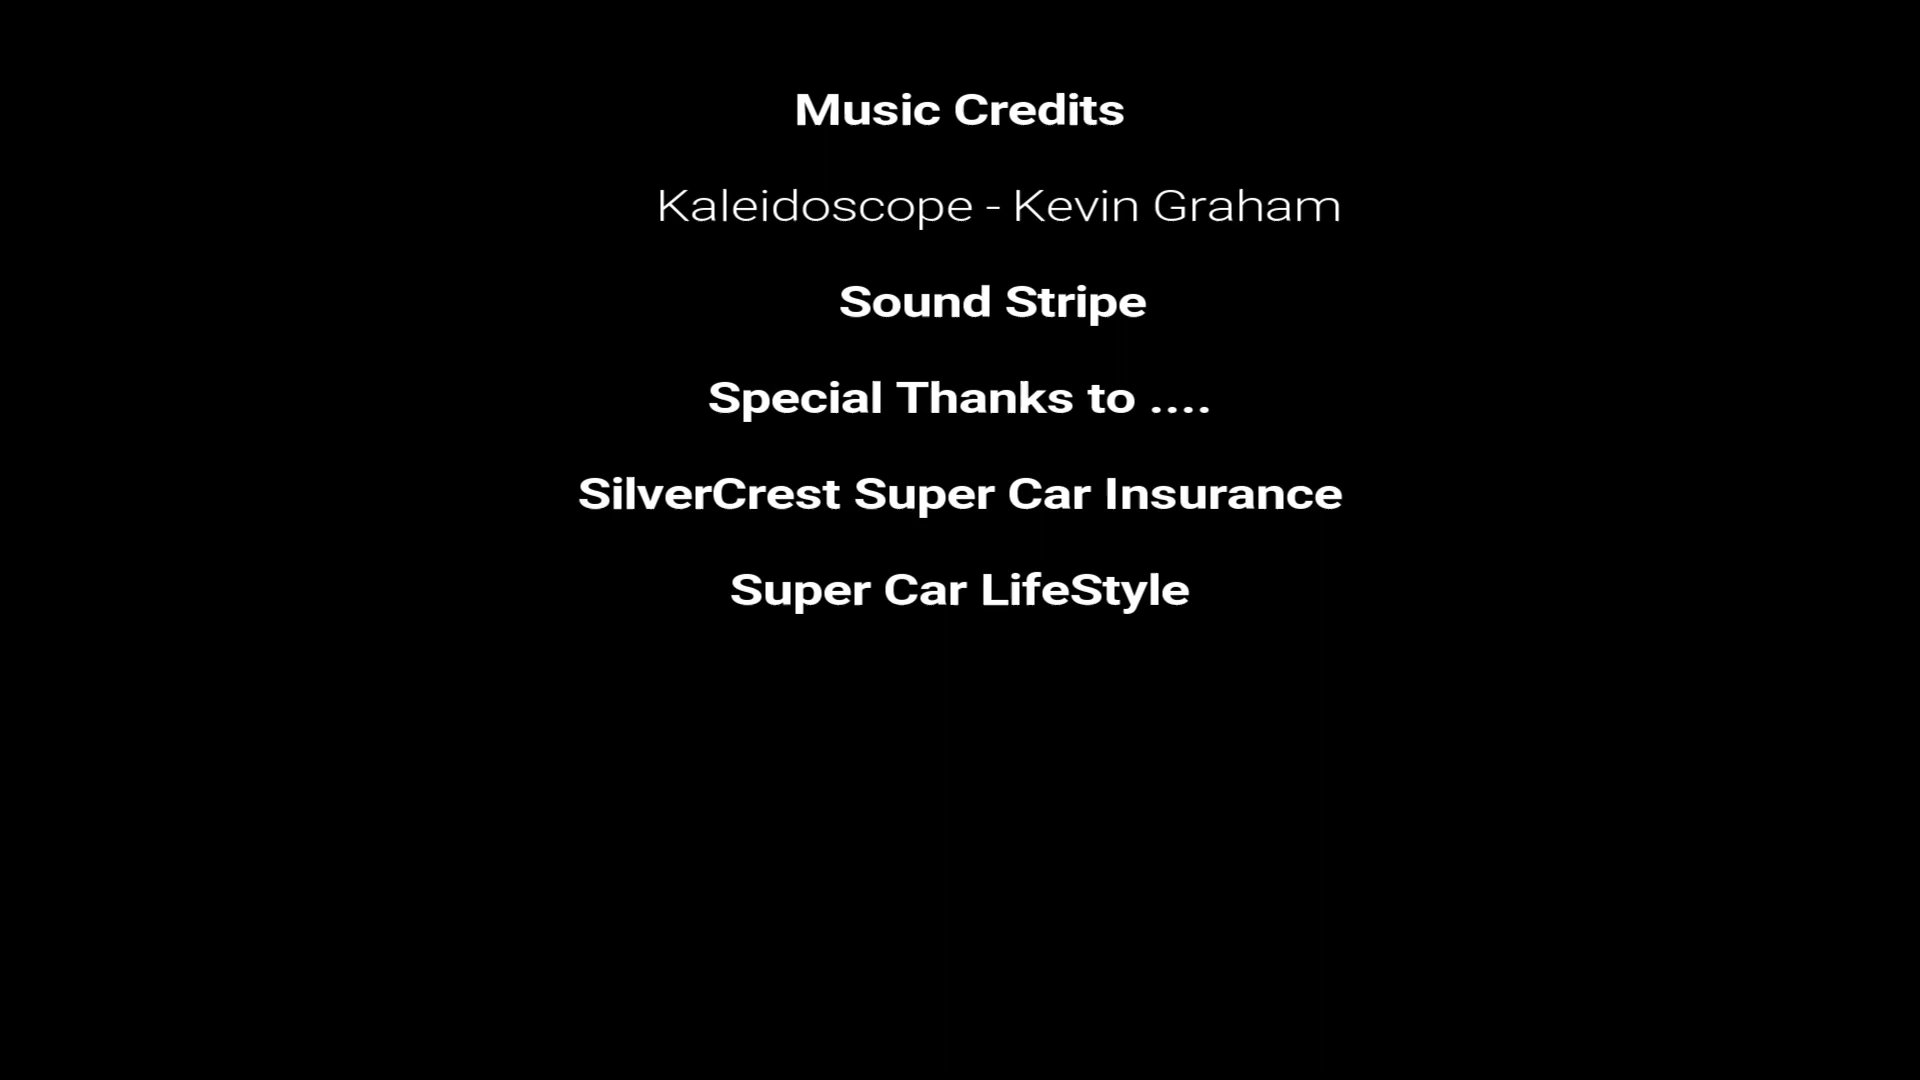 Music Credits
Kaleidoscope - Kevin Graham
Sound Stripe
Special Thanks to ....
SilverCrest Super Car Insurance
Super Car LifeStyle